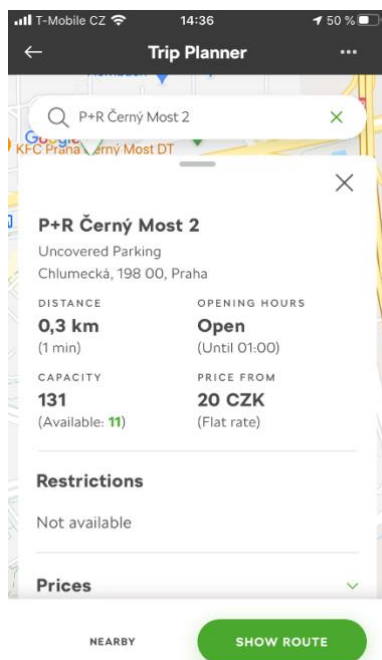 T-Mobile CZ 14:36 50 %
Trip Planner
P+R Černý Most 2
Google
KFC Praha Černý Most DT
P+R Černý Most 2
Uncovered Parking
Chlumecká, 198 00, Praha
DISTANCE OPENING HOURS
0,3 km Open
(1 min) (Until 01:00)
CAPACITY PRICE FROM
131 20 CZK
(Available: 11) (Flat rate)
Restrictions
Not available
Prices
NEARBY SHOW ROUTE